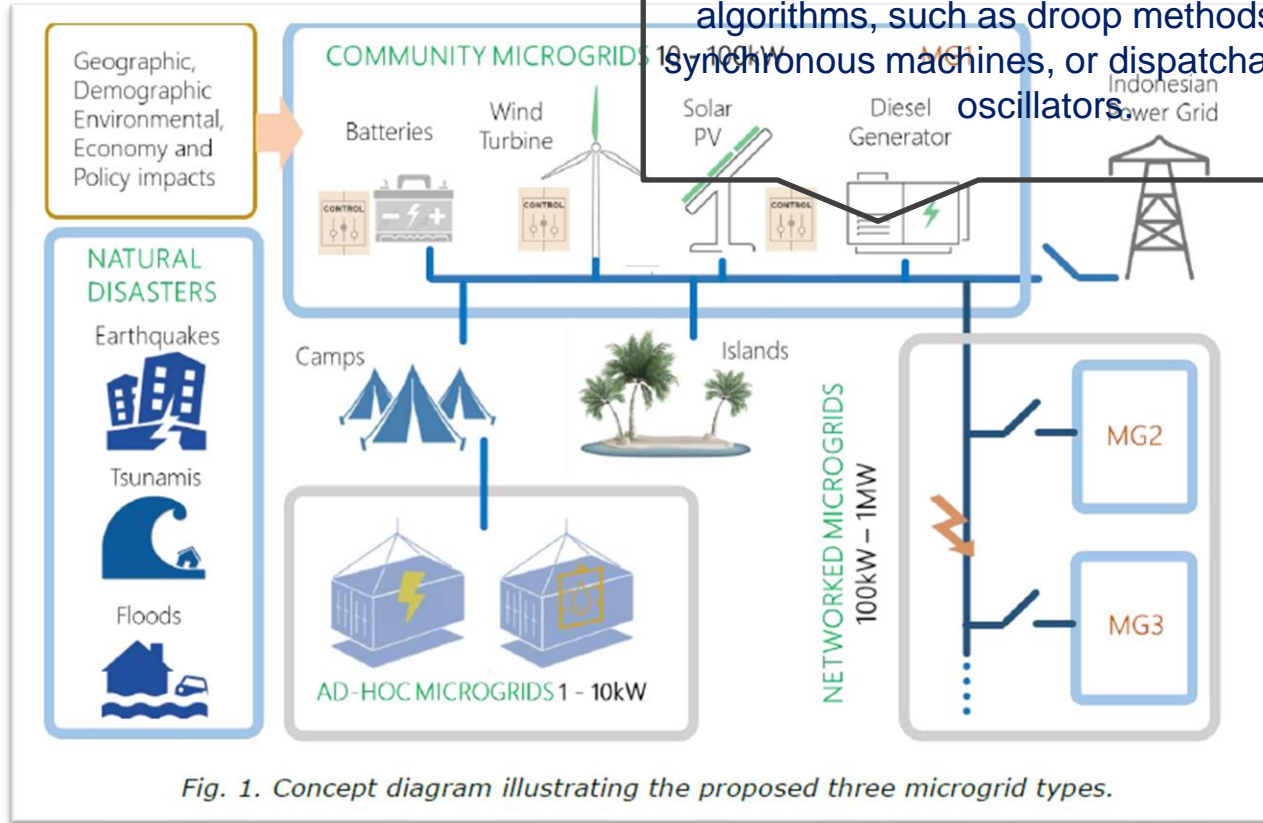 algorithms, such as droop methods
synchronous machines, or dispatcha
oscillators.
Geographic,
Demographic
Environmental,
Economy and
Policy impacts
COMMUNITY MICROGRIDS 10 - 100kW
MG1
Batteries
Wind
Turbine
Solar
PV
Diesel
Generator
Indonesian
Power Grid
CONTROL
CONTROL
CONTROL
NATURAL
DISASTERS
Earthquakes
Tsunamis
Floods
Camps
Islands
AD-HOC MICROGRIDS 1 - 10kW
NETWORKED MICROGRIDS
100kW – 1MW
MG2
MG3
Fig. 1. Concept diagram illustrating the proposed three microgrid types.